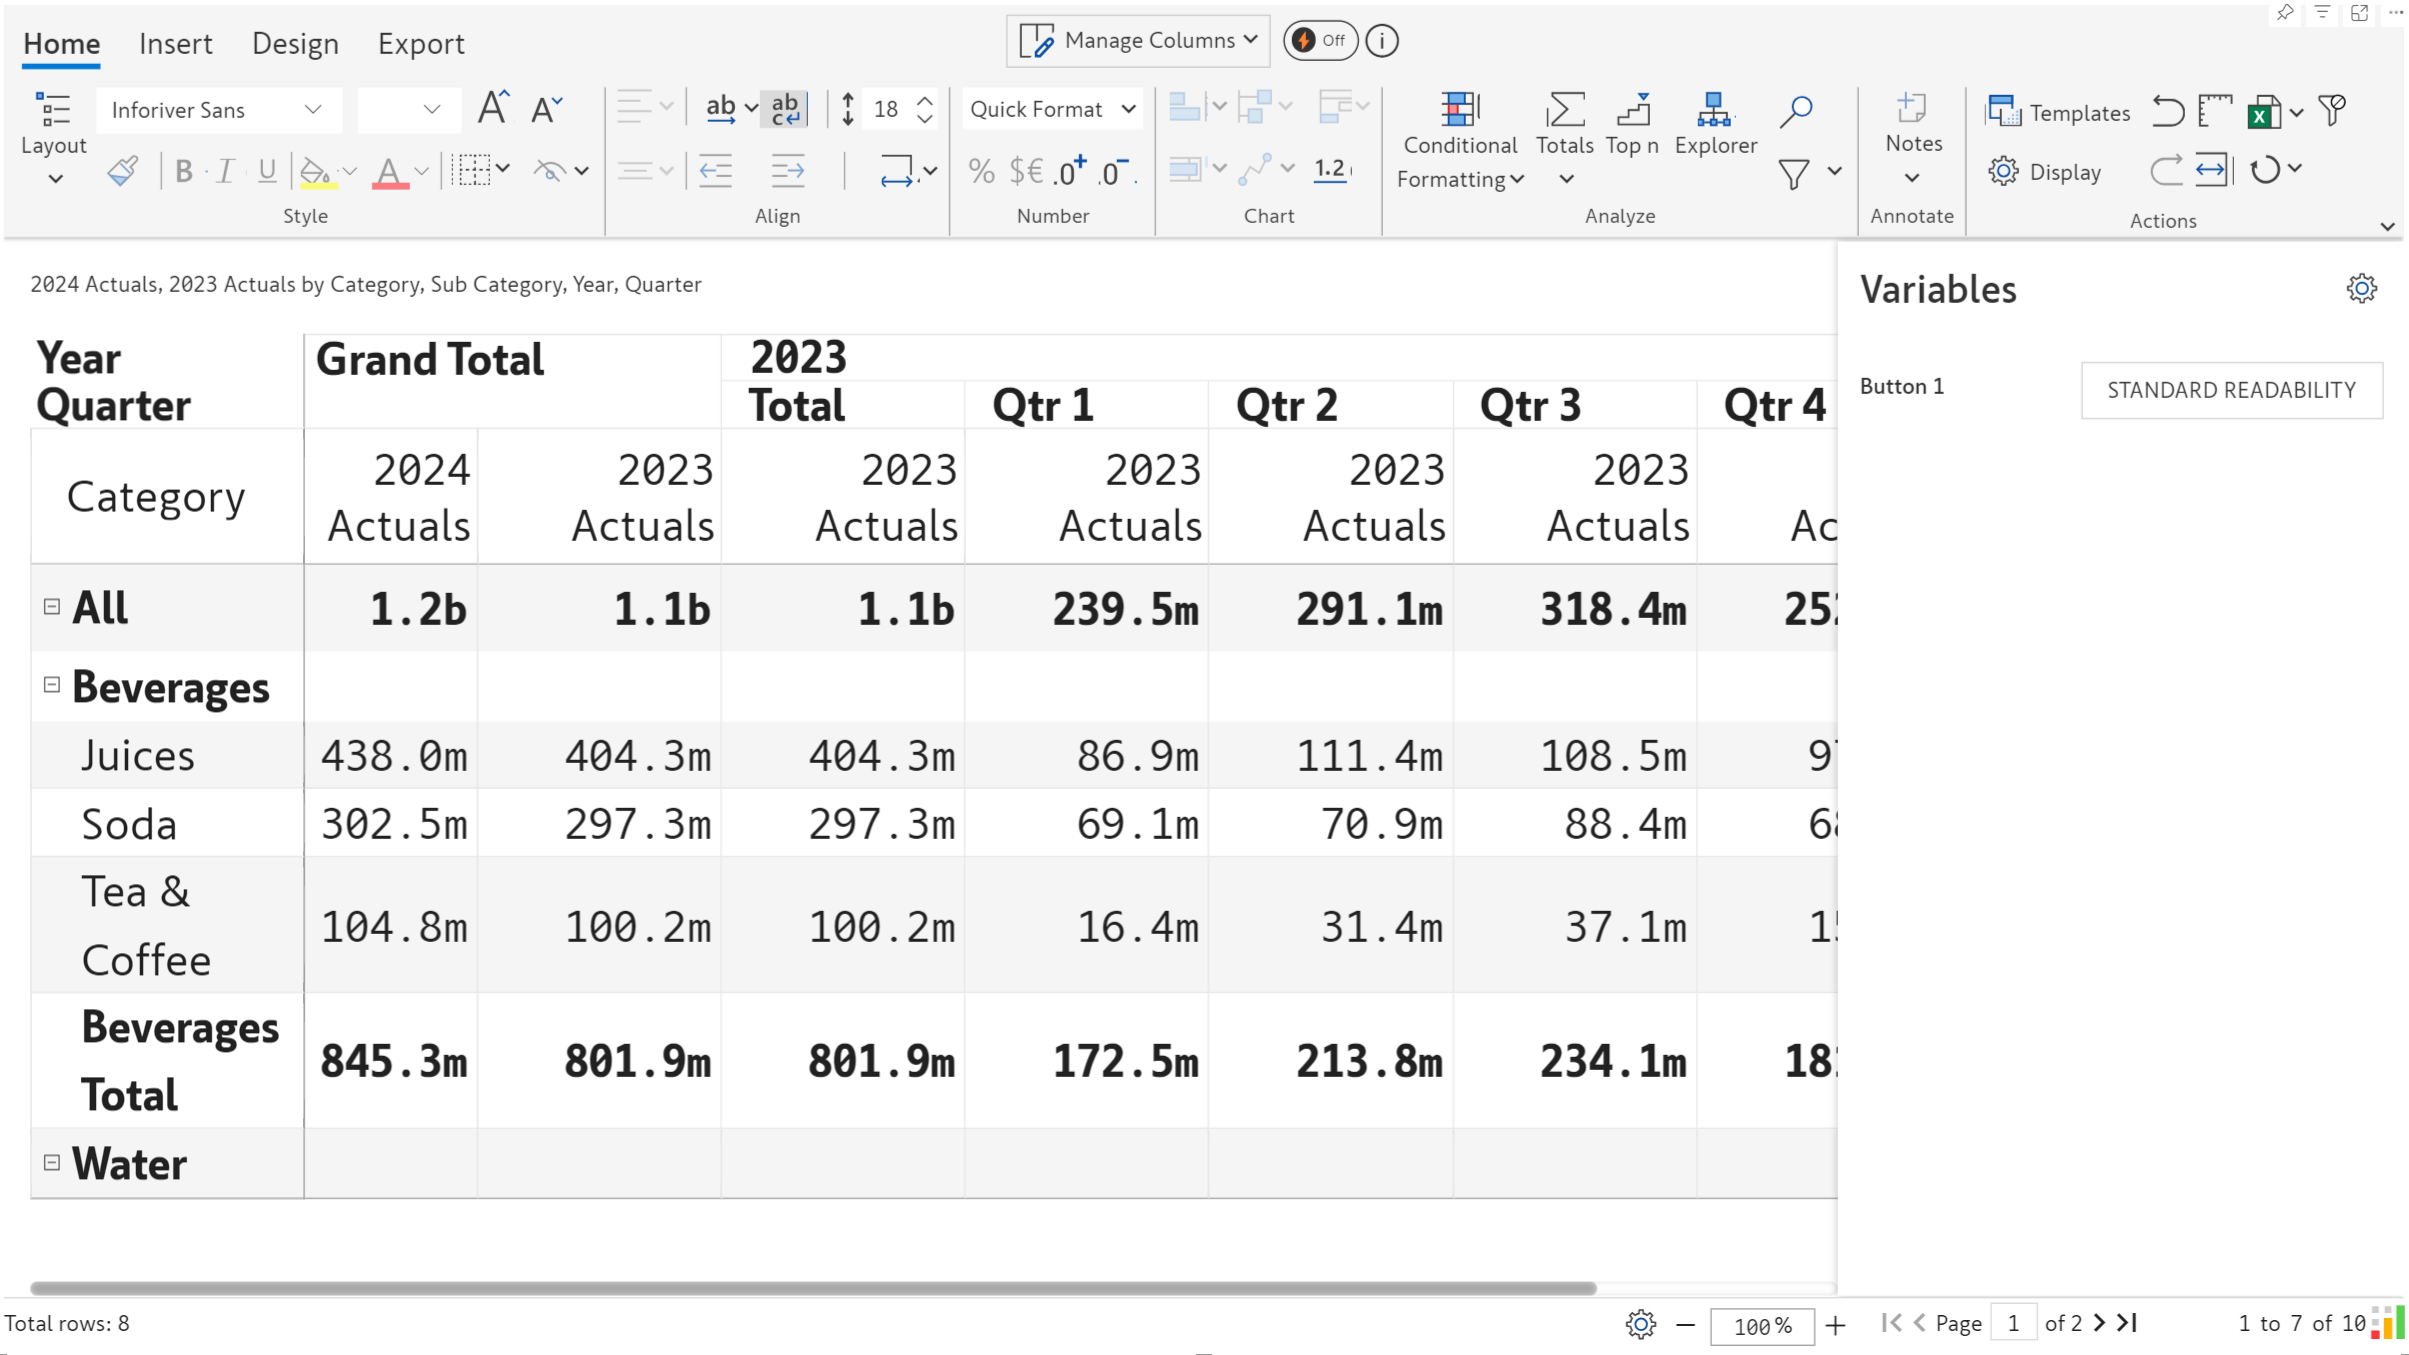 Home Insert Design Export Manage Columns Off
Inforiver Sans ab ab 18 Quick Format Templates
Layout Conditional Totals Top n Explorer Notes
B I U A % $€ .0+ .0- 1.2 Formatting Display
Style Align Number Chart Analyze Annotate Actions
2024 Actuals, 2023 Actuals by Category, Sub Category, Year, Quarter
Variables
Year Grand Total 2023
Quarter Total Qtr 1 Qtr 2 Qtr 3 Qtr 4
Button 1 STANDARD READABILITY
Category 2024 2023 2023 2023 2023 2023
Actuals Actuals Actuals Actuals Actuals Actuals
All 1.2b 1.1b 1.1b 239.5m 291.1m 318.4m
Beverages
Juices 438.0m 404.3m 404.3m 86.9m 111.4m 108.5m
Soda 302.5m 297.3m 297.3m 69.1m 70.9m 88.4m
Tea &
Coffee 104.8m 100.2m 100.2m 16.4m 31.4m 37.1m
Beverages
Total 845.3m 801.9m 801.9m 172.5m 213.8m 234.1m
Water
Total rows: 8 100% Page 1 of 2 1 to 7 of 10